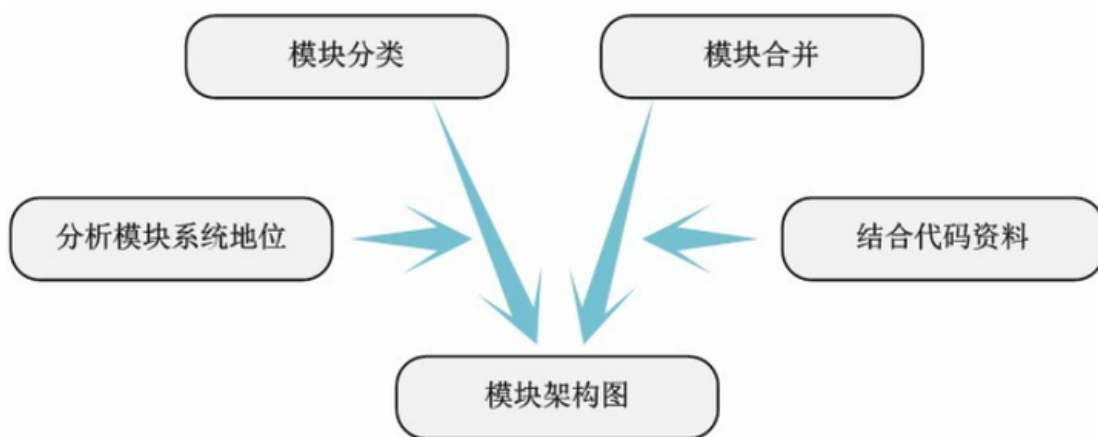 模块分类
模块合并
分析模块系统地位
结合代码资料
模块架构图